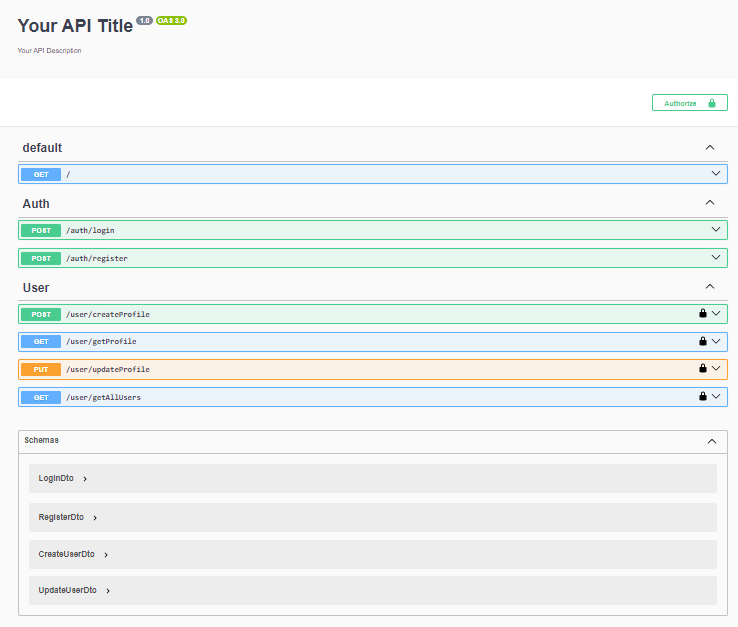 Your API Title 1.0 OAS 3.0
Your API Description
Authorize
default
GET /
Auth
POST /auth/login
POST /auth/register
User
POST /user/createProfile
GET /user/getProfile
PUT /user/updateProfile
GET /user/getAllUsers
Schemas
LoginDto
RegisterDto
CreateUserDto
UpdateUserDto